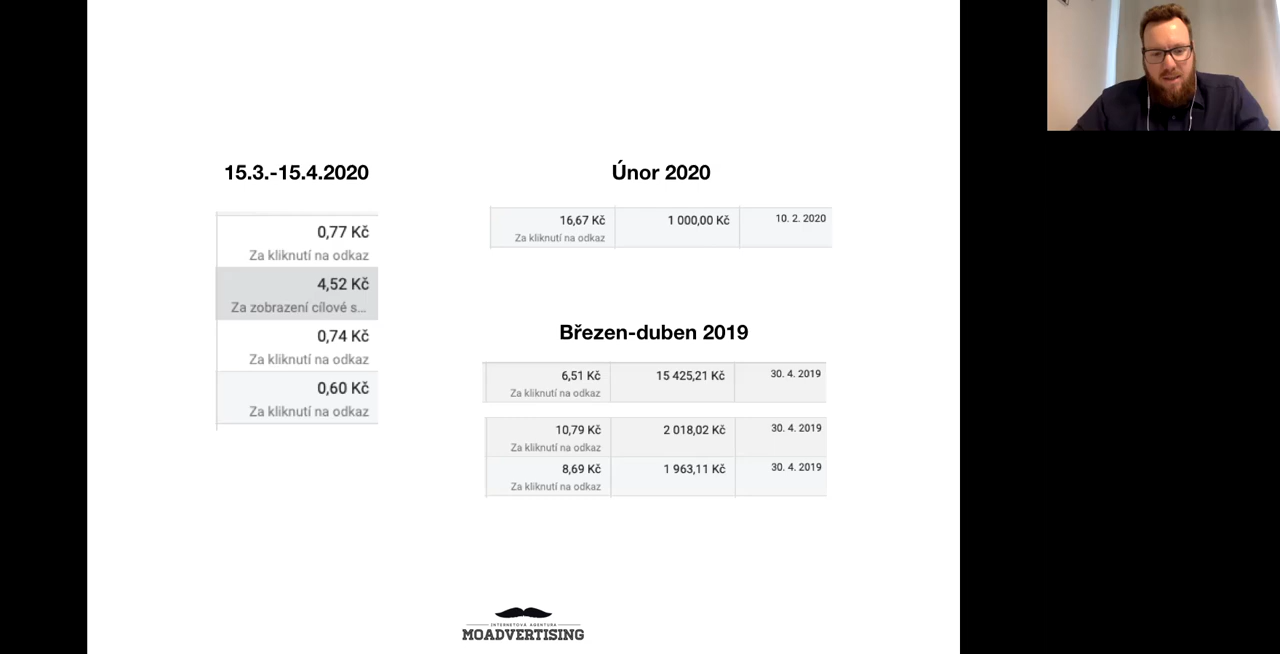 15.3.-15.4.2020
0,77 Kč
Za kliknutí na odkaz
4,52 Kč
Za zobrazení cílové s...
0,74 Kč
Za kliknutí na odkaz
0,60 Kč
Za kliknutí na odkaz
Únor 2020
16,67 Kč 1 000,00 Kč 10. 2. 2020
Za kliknutí na odkaz
Březen-duben 2019
6,51 Kč 15 425,21 Kč 30. 4. 2019
Za kliknutí na odkaz
10,79 Kč 2 018,02 Kč 30. 4. 2019
Za kliknutí na odkaz
8,69 Kč 1 963,11 Kč 30. 4. 2019
Za kliknutí na odkaz
INTERNETOVÁ AGENTURA
MOADVERTISING